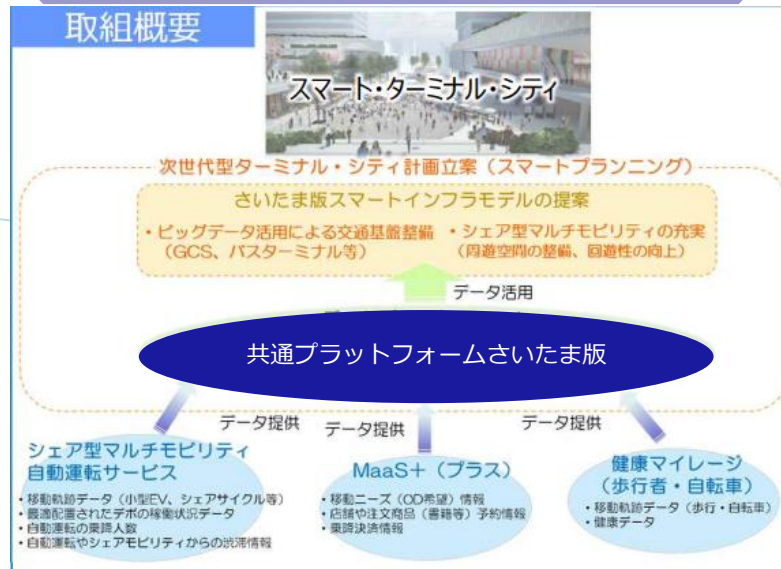 取組概要
スマート・ターミナル・シティ
次世代型ターミナル・シティ計画立案（スマートプランニング）
さいたま版スマートインフラモデルの提案
・ビッグデータ活用による交通基盤整備
（GCS、バスターミナル等）
・シェア型マルチモビリティの充実
（周遊空間の整備、回遊性の向上）
データ活用
共通プラットフォームさいたま版
データ提供
データ提供
データ提供
シェア型マルチモビリティ
自動運転サービス
・移動軌跡データ（小型EV、シェアサイクル等）
・最適配置されたデポの稼働状況データ
・自動運転の乗降人数
・自動運転やシェアモビリティからの渋滞情報
MaaS＋（プラス）
・移動ニーズ（OD希望）情報
・店舗や注文商品（書籍等）予約情報
・乗降決済情報
健康マイレージ
（歩行者・自転車）
・移動軌跡データ（歩行・自転車）
・健康データ